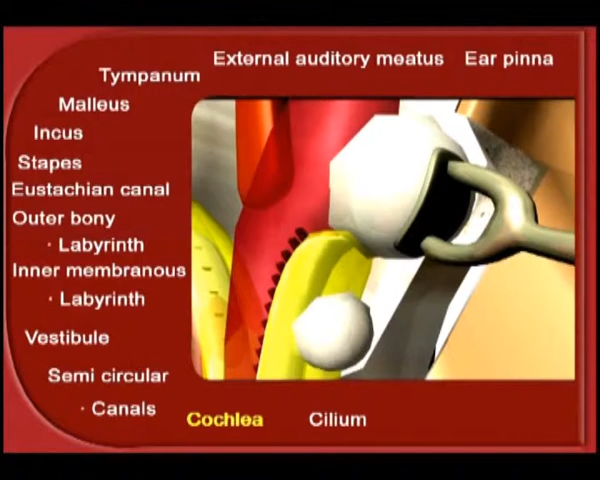 External auditory meatus
Ear pinna
Tympanum
Malleus
Incus
Stapes
Eustachian canal
Outer bony
· Labyrinth
Inner membranous
· Labyrinth
Vestibule
Semi circular
· Canals
Cochlea
Cilium